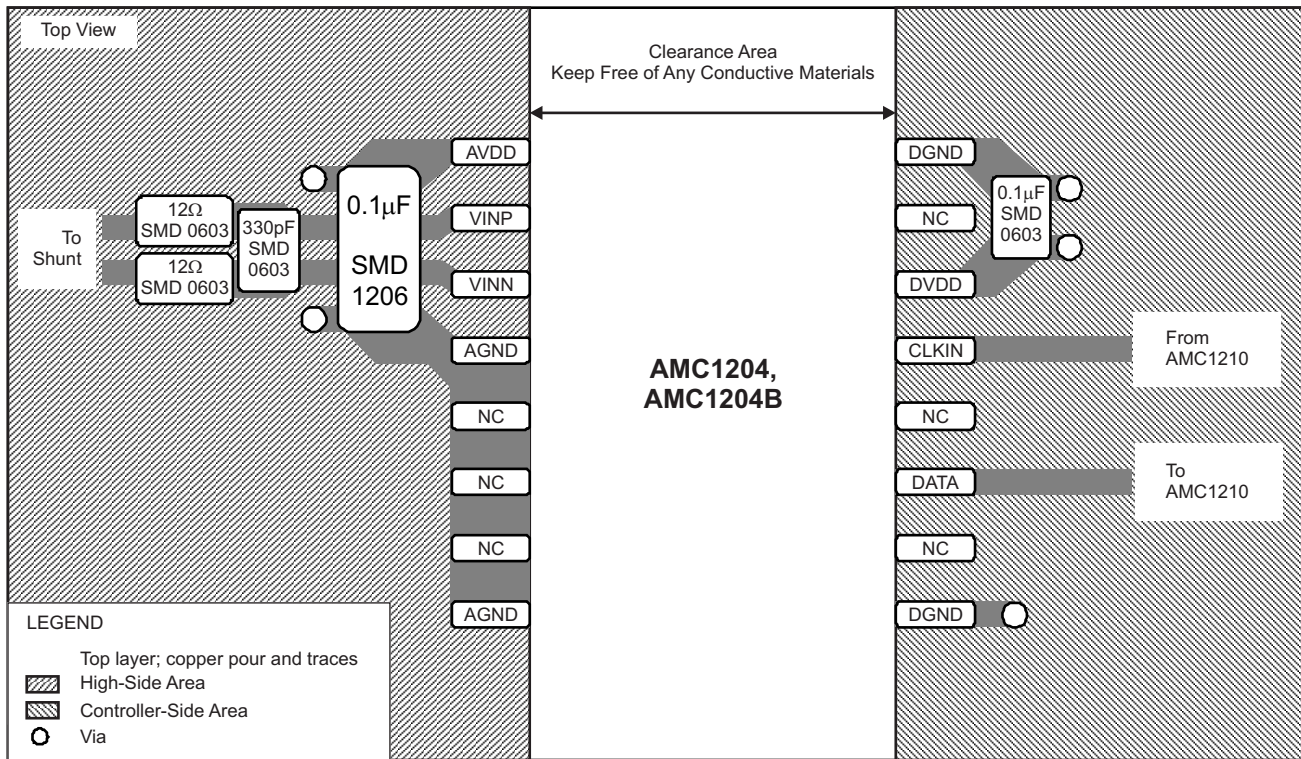 Top View
Clearance Area
Keep Free of Any Conductive Materials
AVDD
VINP
VINN
AGND
NC
NC
NC
AGND
12Ω
SMD 0603
12Ω
SMD 0603
330pF
SMD
0603
0.1μF
SMD
1206
To
Shunt
AMC1204,
AMC1204B
DGND
NC
DVDD
CLKIN
NC
DATA
NC
DGND
0.1μF
SMD
0603
From
AMC1210
To
AMC1210
LEGEND
Top layer; copper pour and traces
High-Side Area
Controller-Side Area
Via